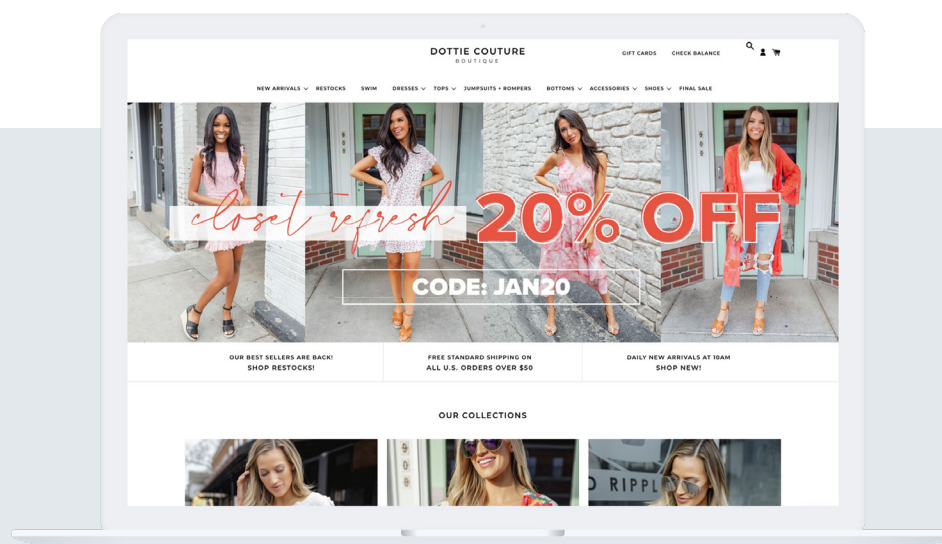 DOTTIE COUTURE
BOUTIQUE
GIFT CARDS CHECK BALANCE
NEW ARRIVALS RESTOCKS SWIM DRESSES TOPS JUMPSUITS + ROMPERS BOTTOMS ACCESSORIES SHOES FINAL SALE
closet refresh 20% OFF
CODE: JAN20
OUR BEST SELLERS ARE BACK!
SHOP RESTOCKS!
FREE STANDARD SHIPPING ON
ALL U.S. ORDERS OVER $50
DAILY NEW ARRIVALS AT 10AM
SHOP NEW!
OUR COLLECTIONS
D RIPPL